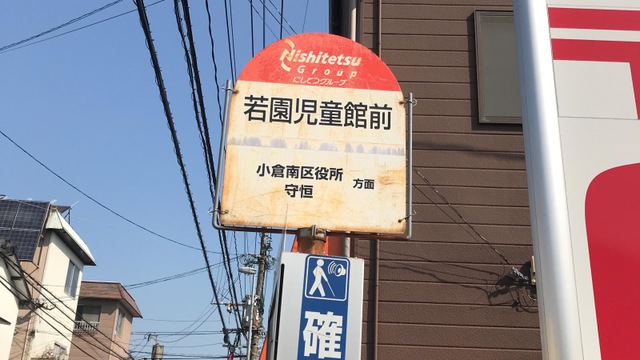 Nishitetsu
Group
にしてつグループ
若園児童館前
小倉南区役所
守恒
方面
確